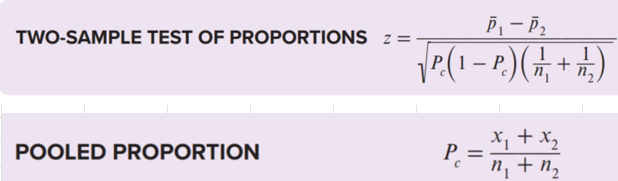 TWO-SAMPLE TEST OF PROPORTIONS z = (p̄₁ − p̄₂) / √(P_c(1 − P_c)(1/n₁ + 1/n₂))
POOLED PROPORTION P_c = (x₁ + x₂) / (n₁ + n₂)